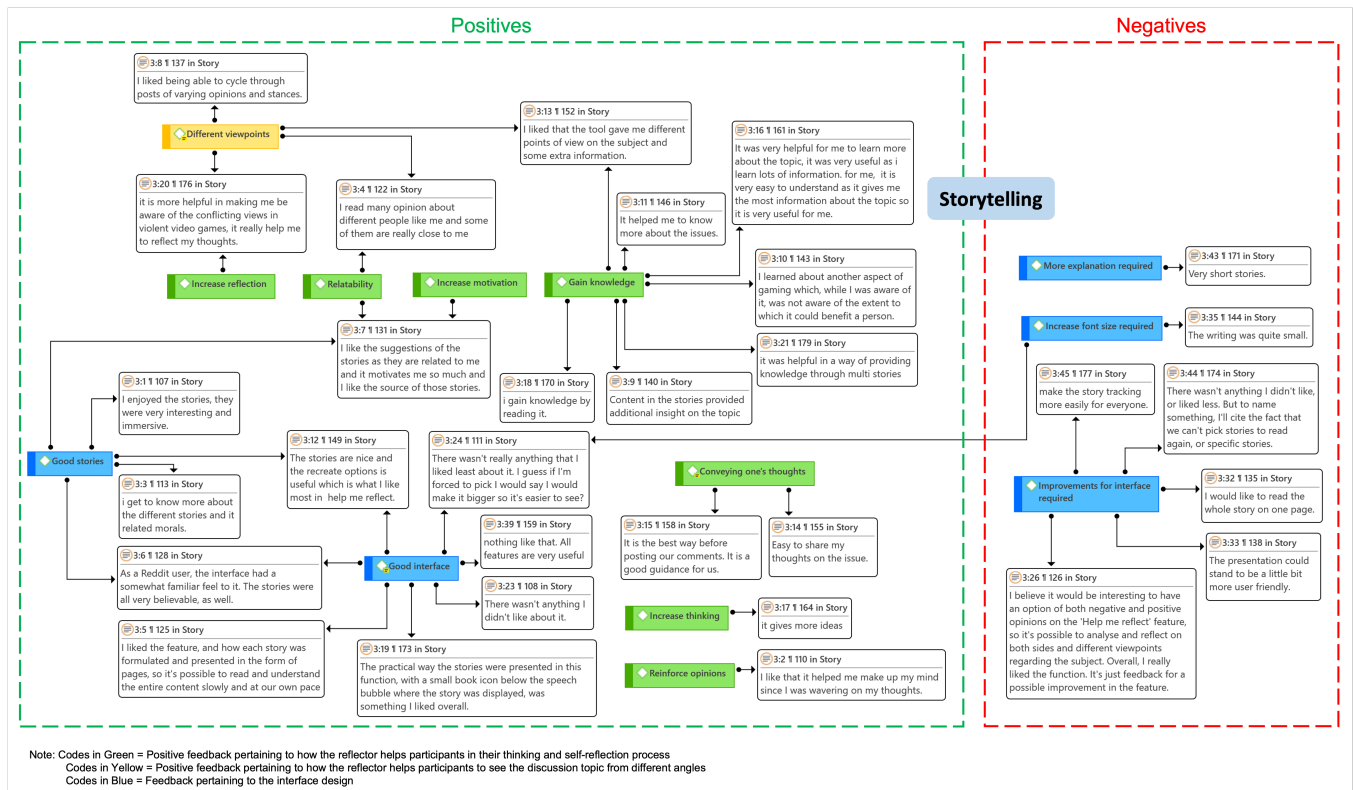 Positives
Negatives
3:8 ¶ 137 in Story
I liked being able to cycle through
posts of varying opinions and stances.
Different viewpoints
3:13 ¶ 152 in Story
I liked that the tool gave me different
points of view on the subject and
some extra information.
3:16 ¶ 161 in Story
It was very helpful for me to learn more
about the topic, it was very useful as i
learn lots of information. for me,  it is
very easy to understand as it gives me
the most information about the topic so
it is very useful for me.
3:20 ¶ 176 in Story
it is more helpful in making me be
aware of the conflicting views in
violent video games, it really help me
to reflect my thoughts.
3:4 ¶ 122 in Story
I read many opinion about
different people like me and some
of them are really close to me
3:11 ¶ 146 in Story
It helped me to know
more about the issues.
Storytelling
3:10 ¶ 143 in Story
I learned about another aspect of
gaming which, while I was aware of
it, was not aware of the extent to
which it could benefit a person.
Increase reflection
Relatability
Increase motivation
Gain knowledge
More explanation required
3:43 ¶ 171 in Story
Very short stories.
3:7 ¶ 131 in Story
I like the suggestions of the
stories as they are related to me
and it motivates me so much and
I like the source of those stories.
3:21 ¶ 179 in Story
it was helpful in a way of providing
knowledge through multi stories
Increase font size required
3:35 ¶ 144 in Story
The writing was quite small.
3:1 ¶ 107 in Story
I enjoyed the stories, they
were very interesting and
immersive.
3:18 ¶ 170 in Story
i gain knowledge by
reading it.
3:9 ¶ 140 in Story
Content in the stories provided
additional insight on the topic
3:45 ¶ 177 in Story
make the story tracking
more easily for everyone.
3:44 ¶ 174 in Story
There wasn't anything I didn't like,
or liked less. But to name
something, I'll cite the fact that
we can't pick stories to read
again, or specific stories.
Good stories
3:12 ¶ 149 in Story
The stories are nice and
the recreate options is
useful which is what I like
most in  help me reflect.
3:24 ¶ 111 in Story
There wasn't really anything that I
liked least about it. I guess if I'm
forced to pick I would say I would
make it bigger so it's easier to see?
Conveying one's thoughts
3:3 ¶ 113 in Story
i get to know more about
the different stories and it
related morals.
Improvements for interface
required
3:32 ¶ 135 in Story
I would like to read the
whole story on one page.
3:39 ¶ 159 in Story
nothing like that. All
features are very useful
3:15 ¶ 158 in Story
It is the best way before
posting our comments. It is a
good guidance for us.
3:14 ¶ 155 in Story
Easy to share my
thoughts on the issue.
3:33 ¶ 138 in Story
The presentation could
stand to be a little bit
more user friendly.
3:6 ¶ 128 in Story
As a Reddit user, the interface had a
somewhat familiar feel to it. The stories were
all very believable, as well.
Good interface
3:23 ¶ 108 in Story
There wasn't anything I
didn't like about it.
3:26 ¶ 126 in Story
I believe it would be interesting to have
an option of both negative and positive
opinions on the 'Help me reflect' feature,
so it's possible to analyse and reflect on
both sides and different viewpoints
regarding the subject. Overall, I really
liked the function. It's just feedback for a
possible improvement in the feature.
Increase thinking
3:17 ¶ 164 in Story
it gives more ideas
3:5 ¶ 125 in Story
I liked the feature, and how each story was
formulated and presented in the form of
pages, so it's possible to read and understand
the entire content slowly and at our own pace
3:19 ¶ 173 in Story
The practical way the stories were presented in this
function, with a small book icon below the speech
bubble where the story was displayed, was
something I liked overall.
Reinforce opinions
3:2 ¶ 110 in Story
I like that it helped me make up my mind
since I was wavering on my thoughts.
Note: Codes in Green = Positive feedback pertaining to how the reflector helps participants in their thinking and self-reflection process
Codes in Yellow = Positive feedback pertaining to how the reflector helps participants to see the discussion topic from different angles
Codes in Blue = Feedback pertaining to the interface design